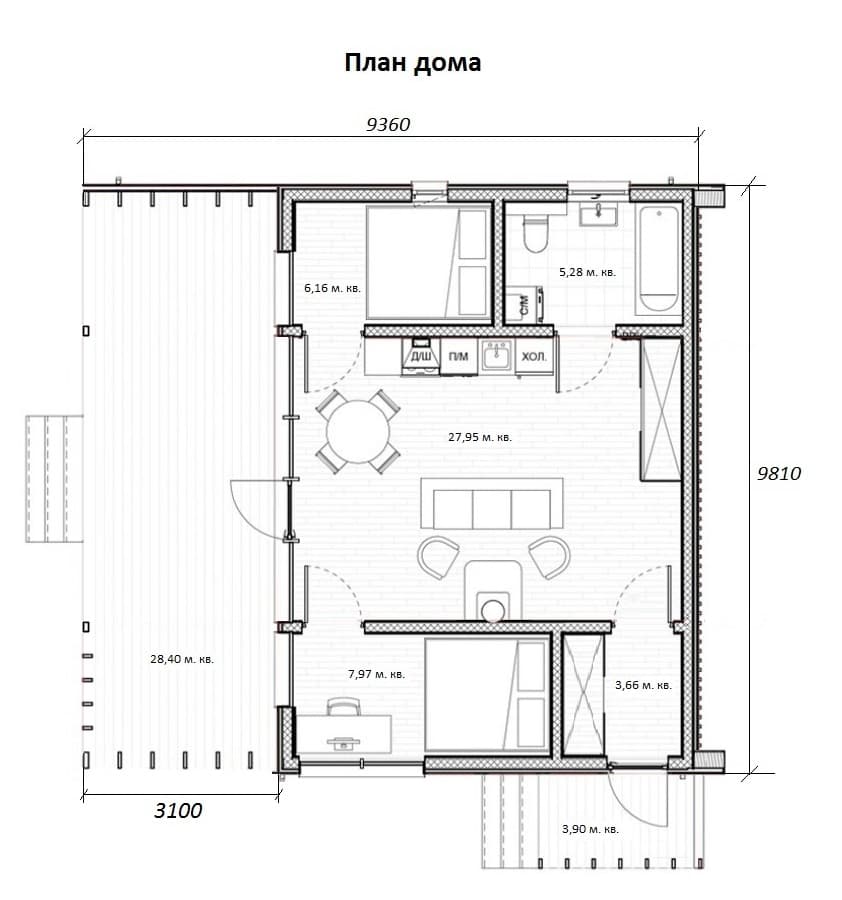 План дома
9360
6,16 м. кв.
5,28 м. кв.
С/М
Д/Ш
П/М
ХОЛ.
27,95 м. кв.
9810
28,40 м. кв.
7,97 м. кв.
3,66 м. кв.
3100
3,90 м. кв.